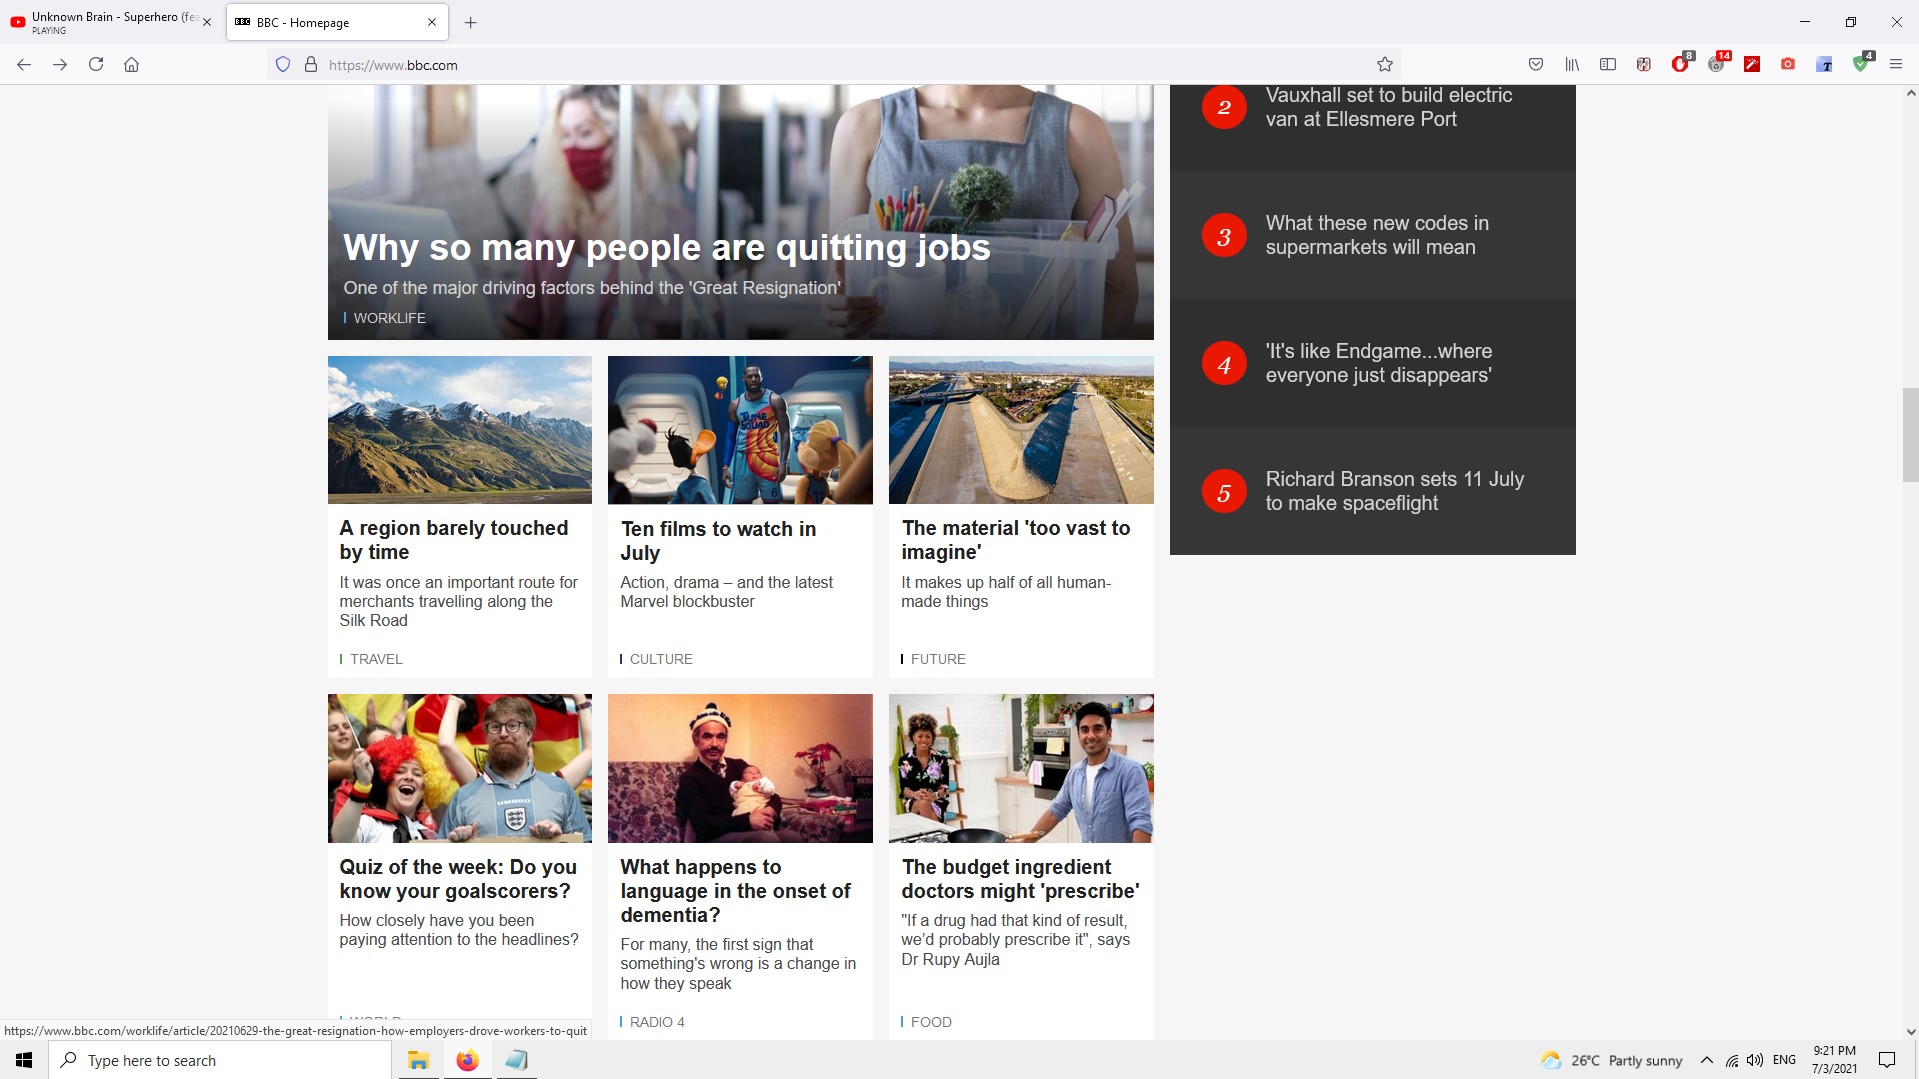 Unknown Brain - Superhero (fea
PLAYING
BBC - Homepage
https://www.bbc.com
8
14
4
Why so many people are quitting jobs
One of the major driving factors behind the 'Great Resignation'
WORKLIFE
2
Vauxhall set to build electric
van at Ellesmere Port
3
What these new codes in
supermarkets will mean
4
'It's like Endgame...where
everyone just disappears'
5
Richard Branson sets 11 July
to make spaceflight
TUNE
SQUAD
6
A region barely touched
by time
It was once an important route for
merchants travelling along the
Silk Road
TRAVEL
Ten films to watch in
July
Action, drama – and the latest
Marvel blockbuster
CULTURE
The material 'too vast to
imagine'
It makes up half of all human-
made things
FUTURE
UMBRO
Quiz of the week: Do you
know your goalscorers?
How closely have you been
paying attention to the headlines?
WORLD
What happens to
language in the onset of
dementia?
For many, the first sign that
something's wrong is a change in
how they speak
RADIO 4
The budget ingredient
doctors might 'prescribe'
"If a drug had that kind of result,
we'd probably prescribe it", says
Dr Rupy Aujla
FOOD
https://www.bbc.com/worklife/article/20210629-the-great-resignation-how-employers-drove-workers-to-quit
Type here to search
26°C Partly sunny
ENG
9:21 PM
7/3/2021